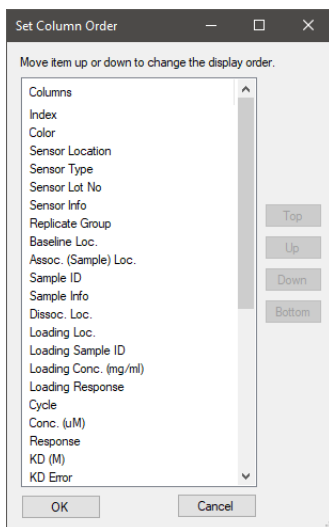 Set Column Order
Move item up or down to change the display order.
Columns
Index
Color
Sensor Location
Sensor Type
Sensor Lot No
Sensor Info
Replicate Group
Baseline Loc.
Assoc. (Sample) Loc.
Sample ID
Sample Info
Dissoc. Loc.
Loading Loc.
Loading Sample ID
Loading Conc. (mg/ml)
Loading Response
Cycle
Conc. (uM)
Response
KD (M)
KD Error
Top
Up
Down
Bottom
OK
Cancel